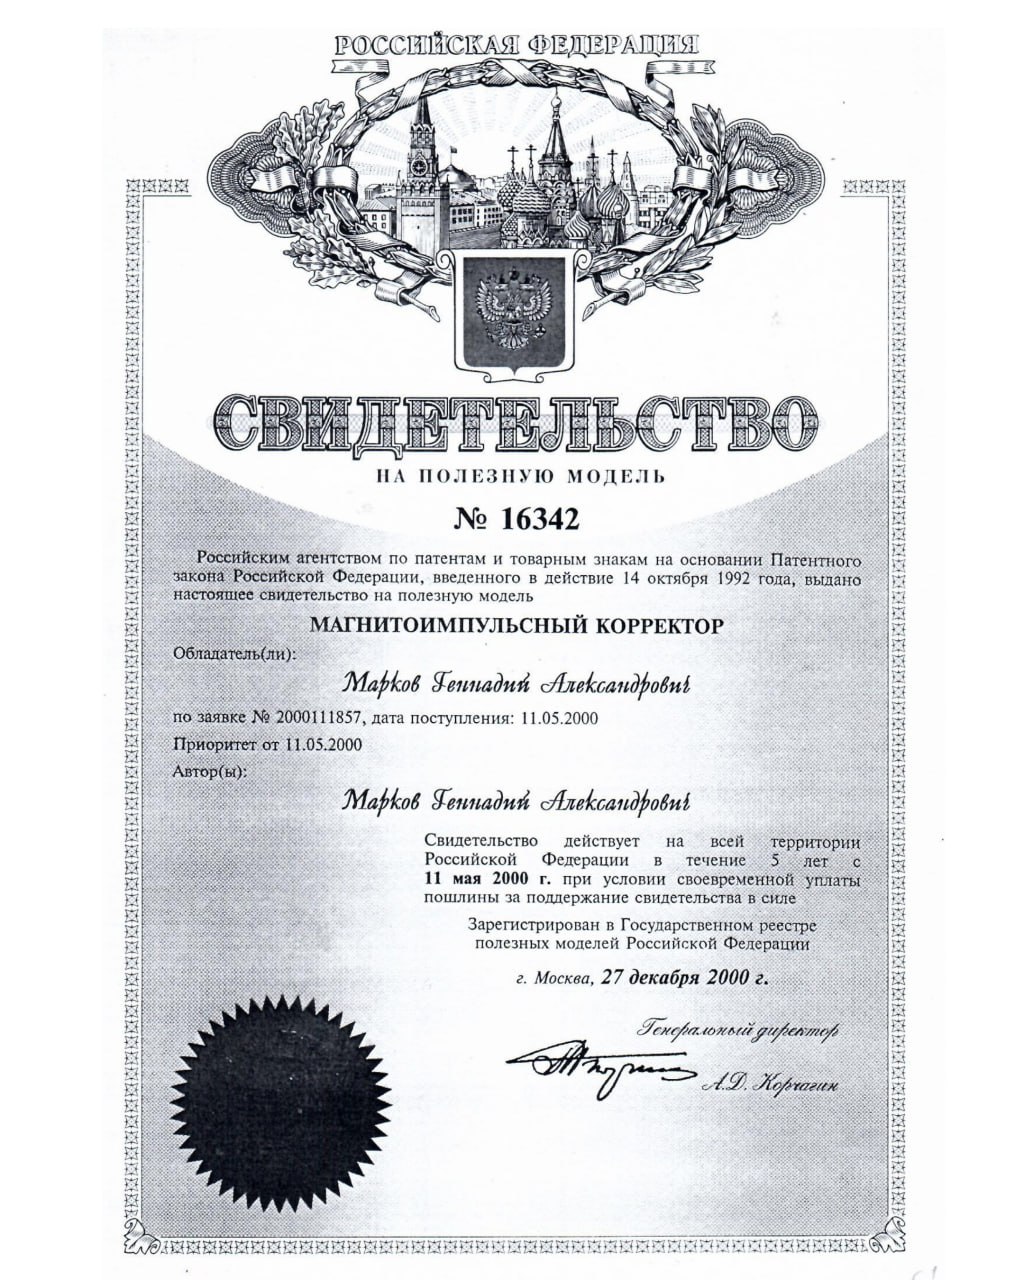 РОССИЙСКАЯ ФЕДЕРАЦИЯ
СВИДЕТЕЛЬСТВО
НА ПОЛЕЗНУЮ МОДЕЛЬ
№ 16342
Российским агентством по патентам и товарным знакам на основании Патентного
закона Российской Федерации, введенного в действие 14 октября 1992 года, выдано
настоящее свидетельство на полезную модель
МАГНИТОИМПУЛЬСНЫЙ КОРРЕКТОР
Обладатель(ли):
Марков Геннадий Александрович
по заявке № 2000111857, дата поступления: 11.05.2000
Приоритет от 11.05.2000
Автор(ы):
Марков Геннадий Александрович
Свидетельство действует на всей территории
Российской Федерации в течение 5 лет с
11 мая 2000 г. при условии своевременной уплаты
пошлины за поддержание свидетельства в силе
Зарегистрирован в Государственном реестре
полезных моделей Российской Федерации
г. Москва, 27 декабря 2000 г.
Генеральный директор
А.Д. Корчагин